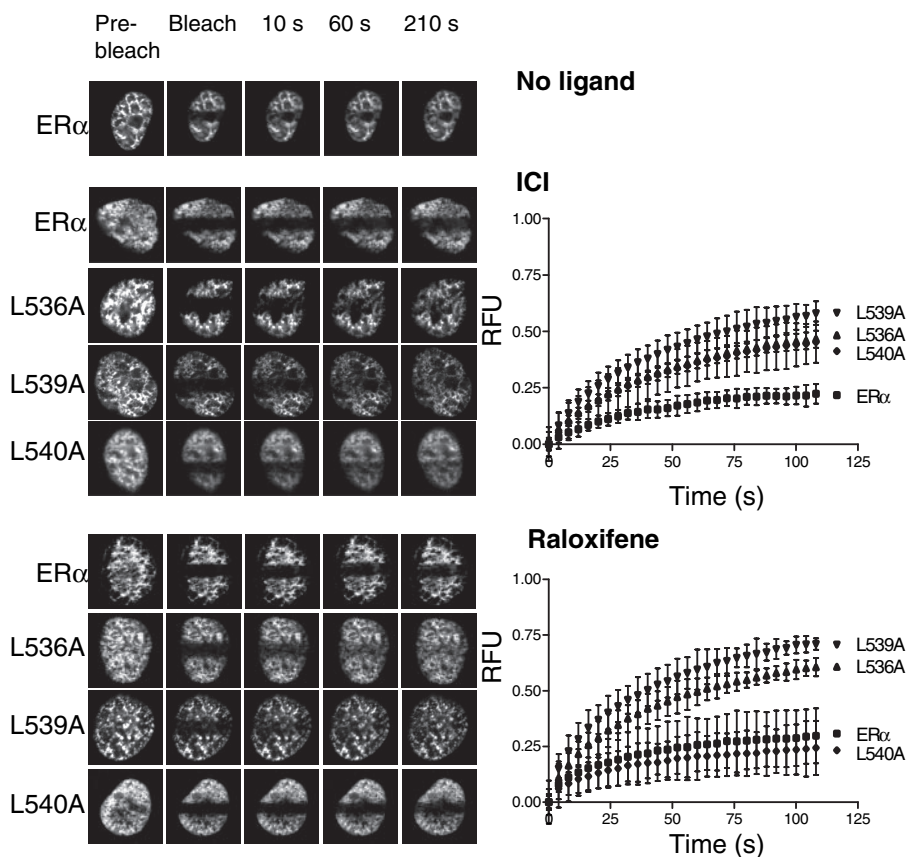 Pre-
bleach
Bleach
10 s
60 s
210 s
No ligand
ERα
ICI
ERα
L536A
L539A
L540A
1.00
0.75
0.50
0.25
0.00
RFU
0
25
50
75
100
125
Time (s)
L539A
L536A
L540A
ERα
Raloxifene
ERα
L536A
L539A
L540A
1.00
0.75
0.50
0.25
0.00
RFU
0
25
50
75
100
125
Time (s)
L539A
L536A
ERα
L540A